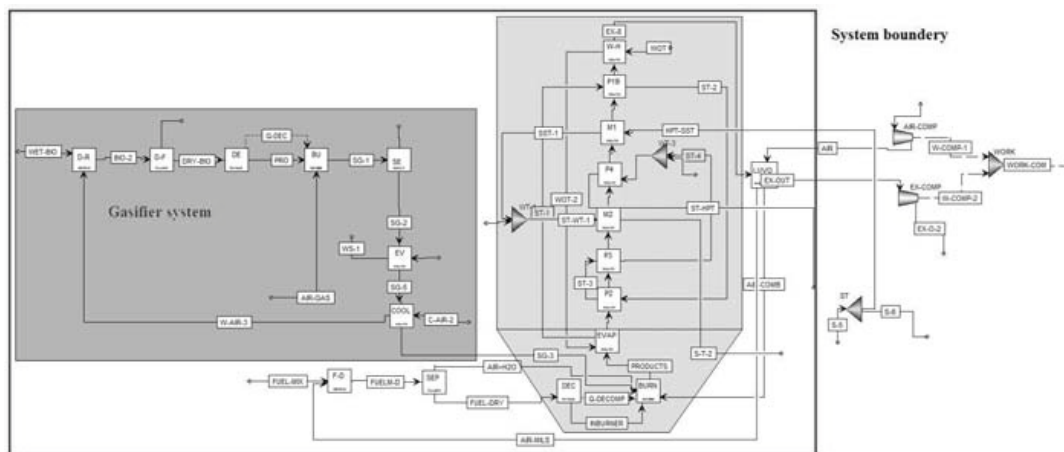 System boundery
EX-8
W-H
WOT
P1B
ST-2
M1
SST-1
HPT-SST
WT-3
ST-4
P4
AIR-COMP
AIR
W-COMP-1
WORK
WORK-COM
EX-OUT
EX-COMP
W-COMP-2
EX-O-2
G-DEC
WET-BIO
D-R
BIO-2
D-F
DRY-BIO
DE
PRO
BU
SG-1
SE
Gasifier system
SG-2
WS-1
EV
SG-5
AIR-GAS
COOL
W-AIR-3
C-AIR-2
WOT-2
ST-1
ST-WT-1
M2
ST-HPT
ST-3
P2
EVAP
ST
S-5
S-6
SG-3
PRODUCTS
S-T-2
FUEL-MIX
F-D
FUELM-D
SEP
AIR+H2O
FUEL-DRY
DEC
G-DECOMP
BURN
INBURNER
AIR-MILS